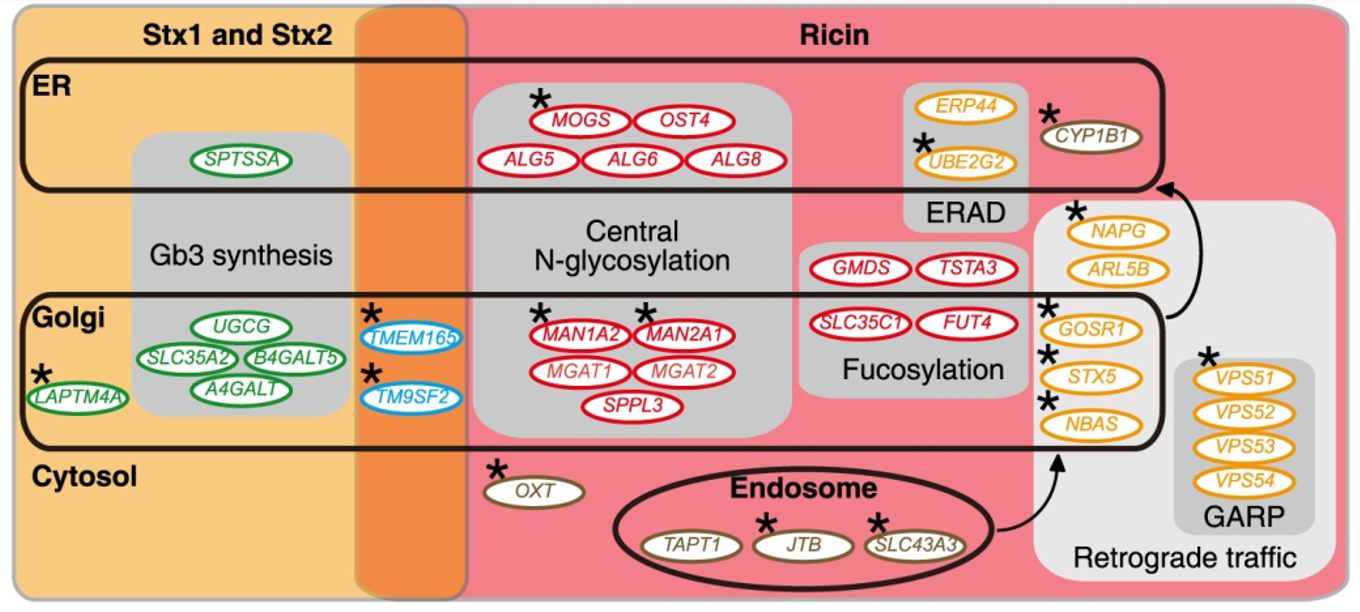 Stx1 and Stx2
Ricin
ER
*
MOGS
OST4
ALG5
ALG6
ALG8
SPTSSA
ERP44
*
UBE2G2
ERAD
*
CYP1B1
Gb3 synthesis
Central
N-glycosylation
GMDS
TSTA3
SLC35C1
FUT4
Fucosylation
*
NAPG
ARL5B
Golgi
UGCG
SLC35A2
B4GALT5
A4GALT
*
LAPTM4A
*
TMEM165
*
TM9SF2
*
MAN1A2
*
MAN2A1
MGAT1
MGAT2
SPPL3
*
GOSR1
*
STX5
*
NBAS
*
VPS51
VPS52
VPS53
VPS54
GARP
Retrograde traffic
Cytosol
*
OXT
Endosome
TAPT1
*
JTB
*
SLC43A3